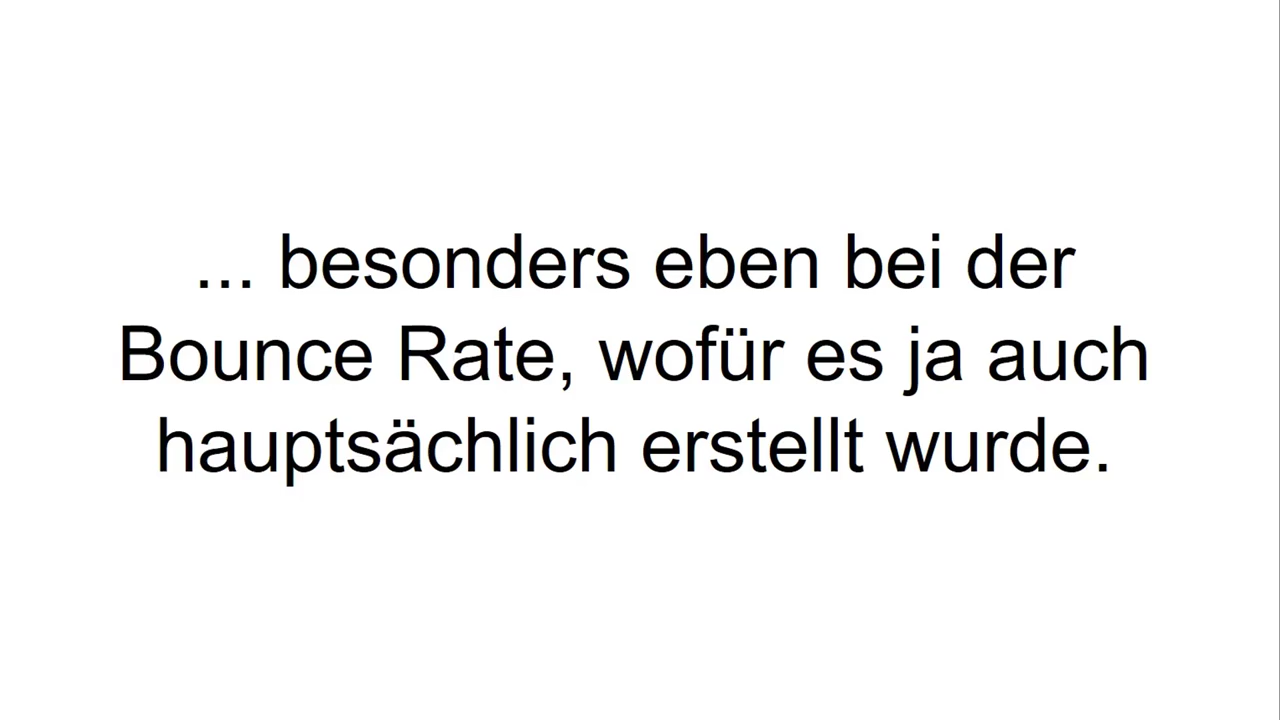 ... besonders eben bei der
Bounce Rate, wofür es ja auch
hauptsächlich erstellt wurde.